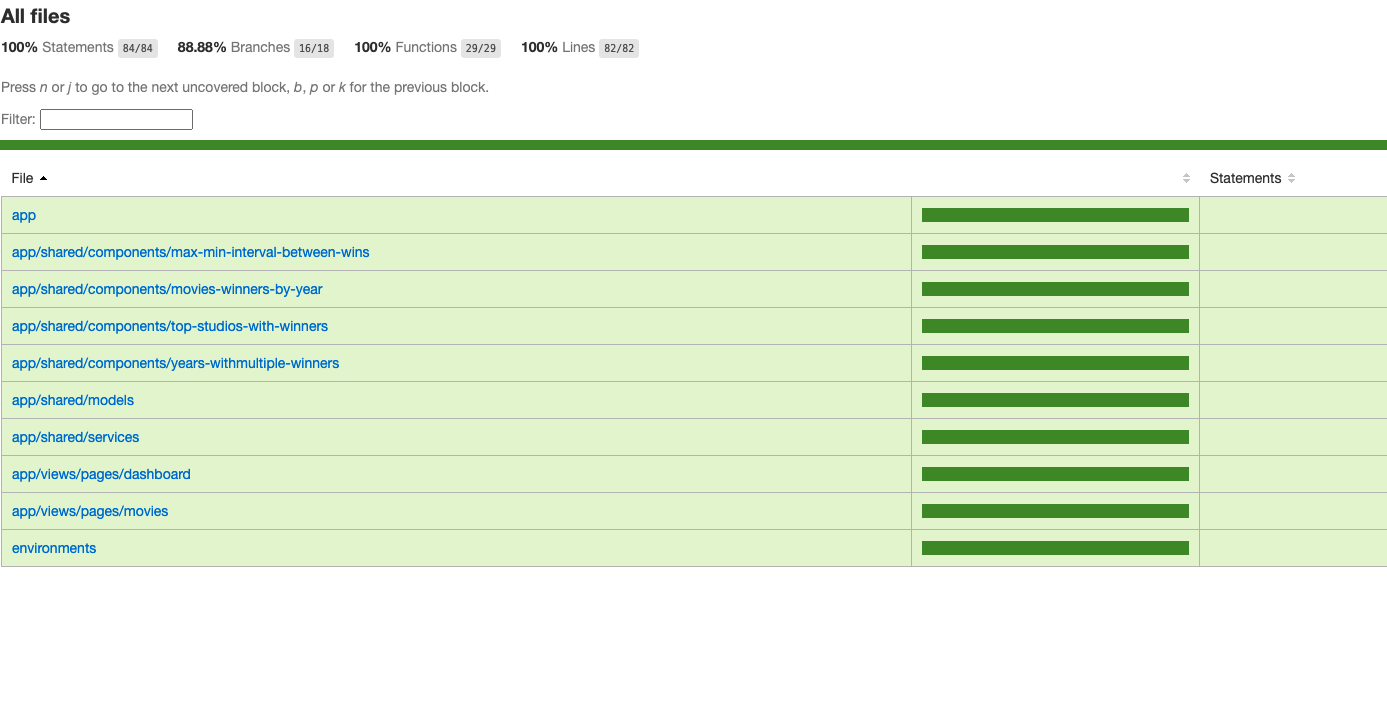 All files
100% Statements 84/84 88.88% Branches 16/18 100% Functions 29/29 100% Lines 82/82
Press n or j to go to the next uncovered block, b, p or k for the previous block.
Filter:
File Statements
app
app/shared/components/max-min-interval-between-wins
app/shared/components/movies-winners-by-year
app/shared/components/top-studios-with-winners
app/shared/components/years-withmultiple-winners
app/shared/models
app/shared/services
app/views/pages/dashboard
app/views/pages/movies
environments